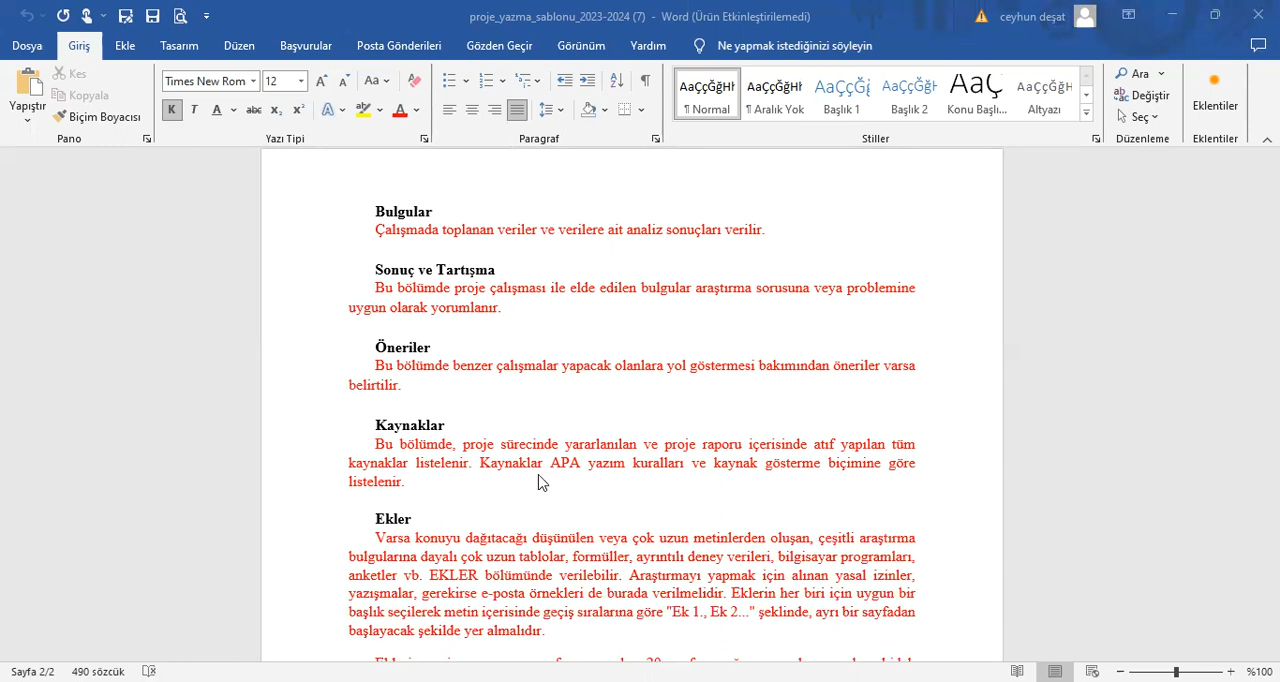 proje_yazma_sablonu_2023-2024 (7) - Word (Ürün Etkinleştirilemedi)
ceyhun deşat
Dosya Giriş Ekle Tasarım Düzen Başvurular Posta Gönderileri Gözden Geçir Görünüm Yardım Ne yapmak istediğinizi söyleyin
Yapıştır
Kes
Kopyala
Biçim Boyacısı
Pano
Times New Rom 12
Yazı Tipi
Paragraf
AaÇçĞğHł AaÇçĞğHł AaÇçĞğ AaÇçĞğH AaÇ AaÇçĞğH
¶ Normal ¶ Aralık Yok Başlık 1 Başlık 2 Konu Başlı... Altyazı
Stiller
Ara
Değiştir
Seç
Düzenleme
Eklentiler
Eklentiler
Bulgular
Çalışmada toplanan veriler ve verilere ait analiz sonuçları verilir.
Sonuç ve Tartışma
Bu bölümde proje çalışması ile elde edilen bulgular araştırma sorusuna veya problemine
uygun olarak yorumlanır.
Öneriler
Bu bölümde benzer çalışmalar yapacak olanlara yol göstermesi bakımından öneriler varsa
belirtilir.
Kaynaklar
Bu bölümde, proje sürecinde yararlanılan ve proje raporu içerisinde atıf yapılan tüm
kaynaklar listelenir. Kaynaklar APA yazım kuralları ve kaynak gösterme biçimine göre
listelenir.
Ekler
Varsa konuyu dağıtacağı düşünülen veya çok uzun metinlerden oluşan, çeşitli araştırma
bulgularına dayalı çok uzun tablolar, formüller, ayrıntılı deney verileri, bilgisayar programları,
anketler vb. EKLER bölümünde verilebilir. Araştırmayı yapmak için alınan yasal izinler,
yazışmalar, gerekirse e-posta örnekleri de burada verilmelidir. Eklerin her biri için uygun bir
başlık seçilerek metin içerisinde geçiş sıralarına göre "Ek 1., Ek 2..." şeklinde, ayrı bir sayfadan
başlayacak şekilde yer almalıdır.
Sayfa 2/2 490 sözcük %100